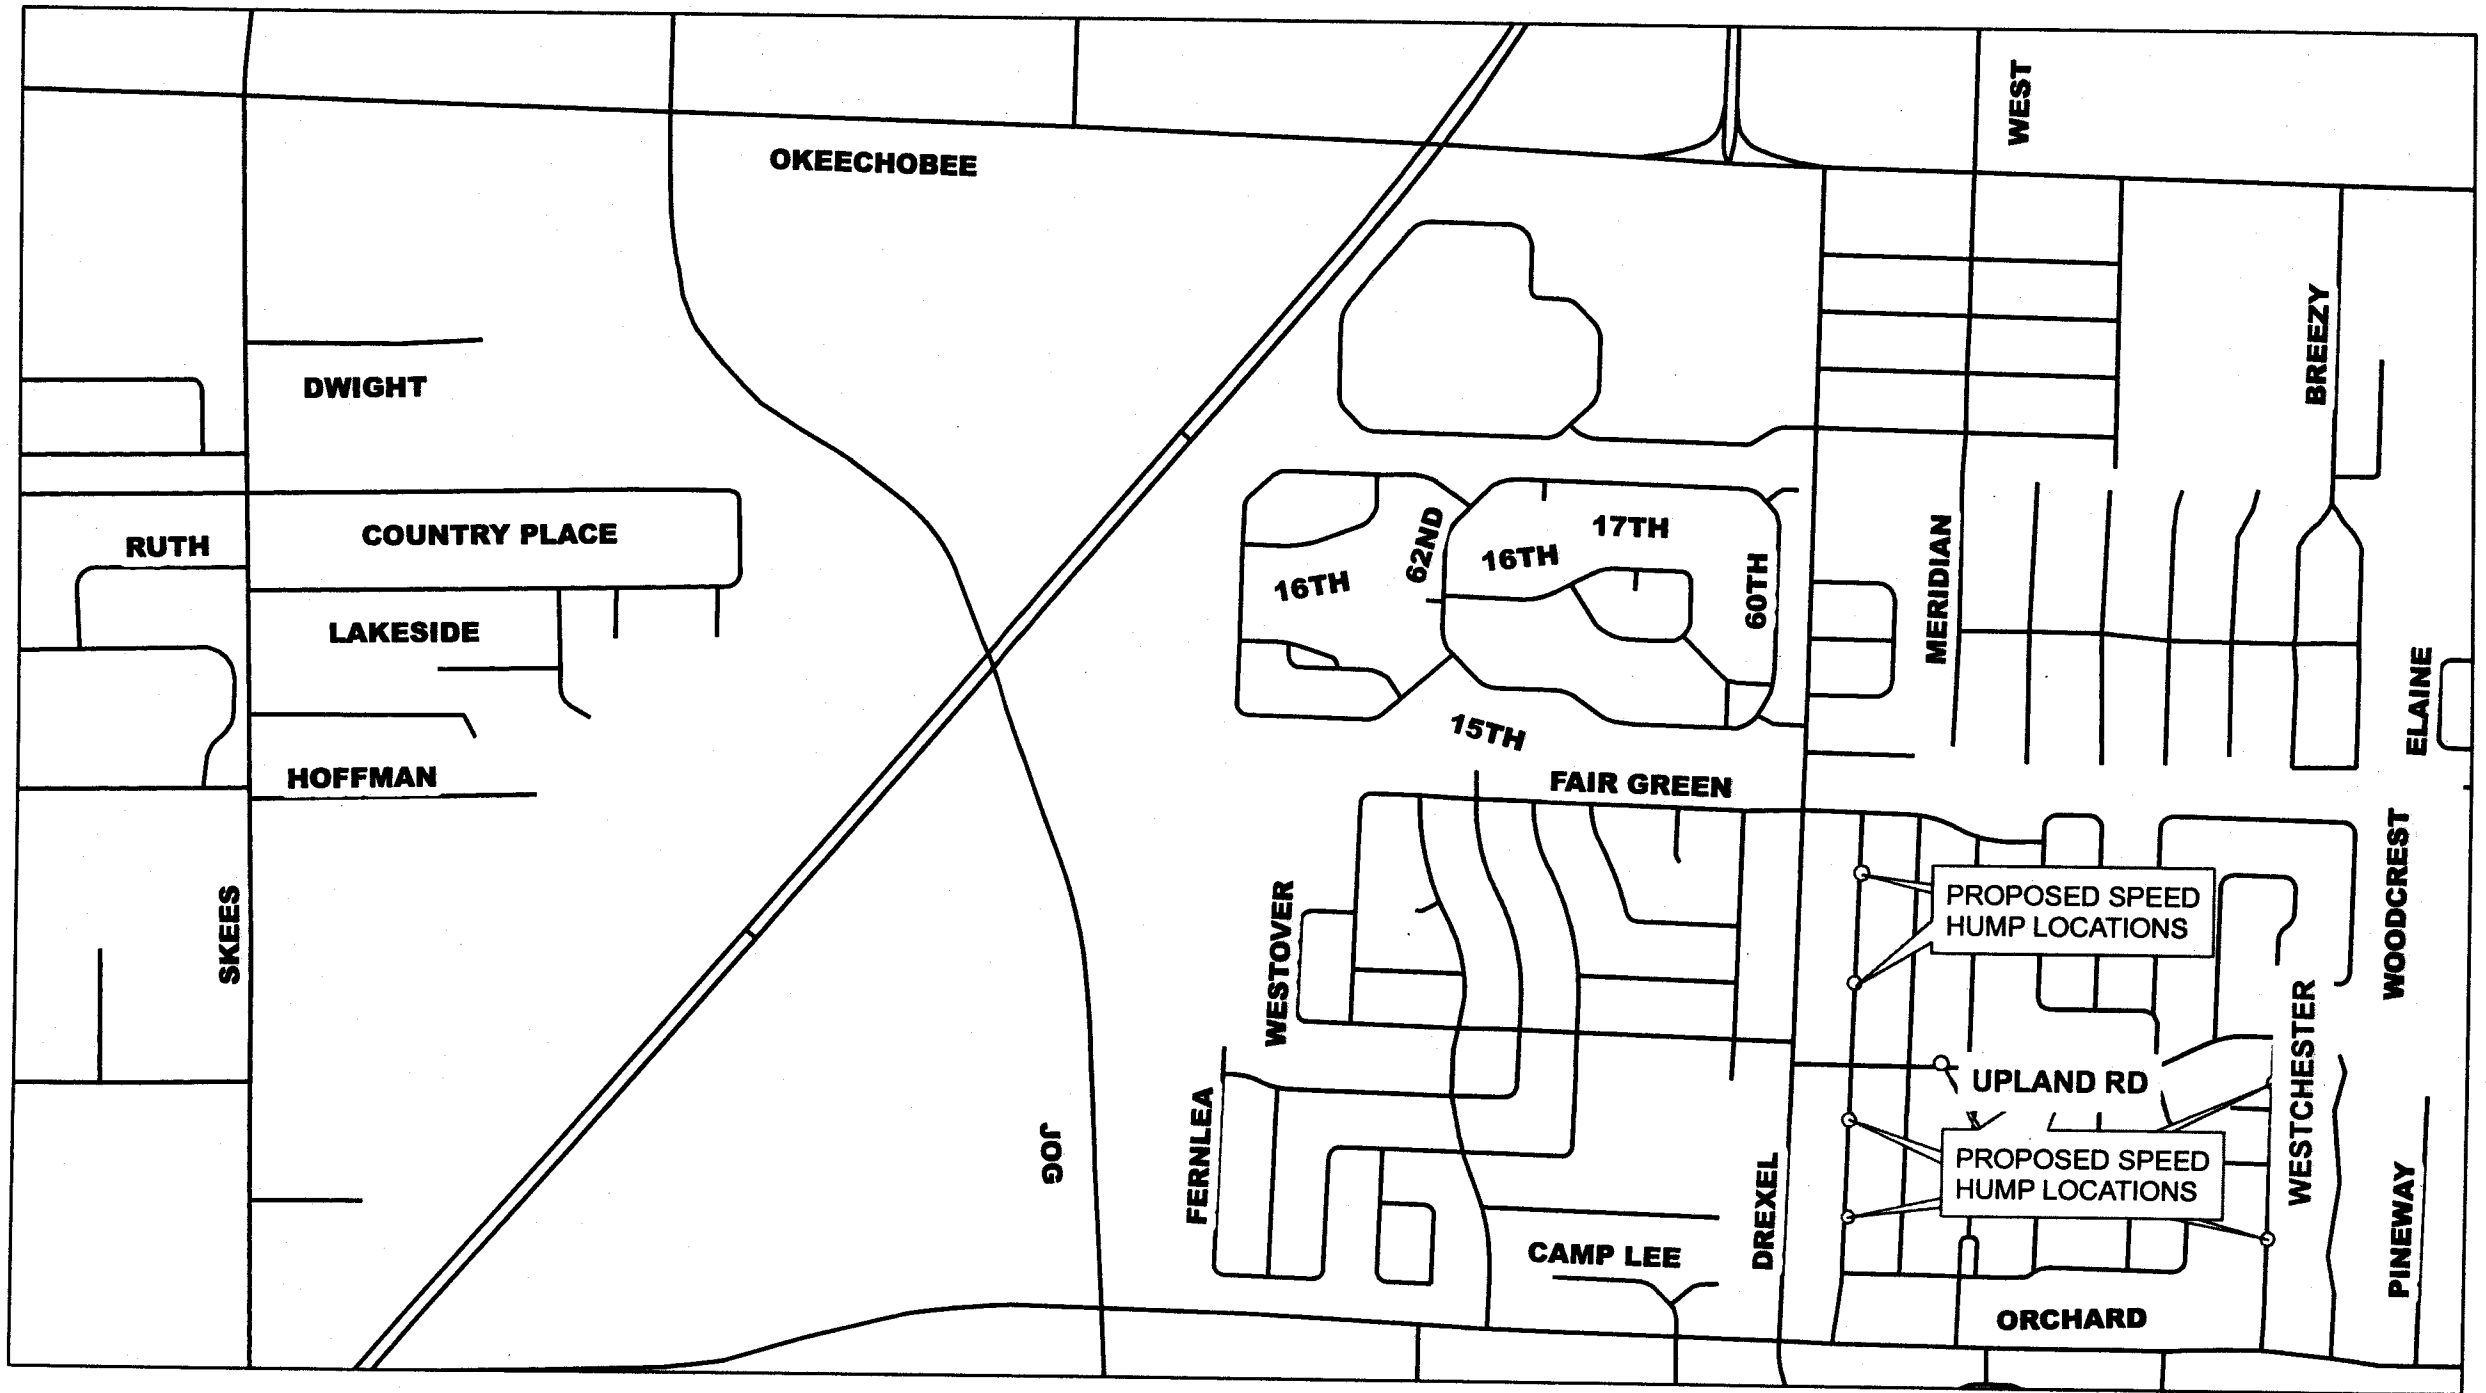 WEST
OKEECHOBEE
BREEZY
DWIGHT
COUNTRY PLACE
RUTH
62ND
17TH
16TH
16TH
60TH
MERIDIAN
LAKESIDE
ELAINE
15TH
HOFFMAN
FAIR GREEN
SKEES
WESTOVER
PROPOSED SPEED
HUMP LOCATIONS
WOODCREST
WESTCHESTER
UPLAND RD
JOG
FERNLEA
DREXEL
PROPOSED SPEED
HUMP LOCATIONS
PINEWAY
CAMP LEE
ORCHARD